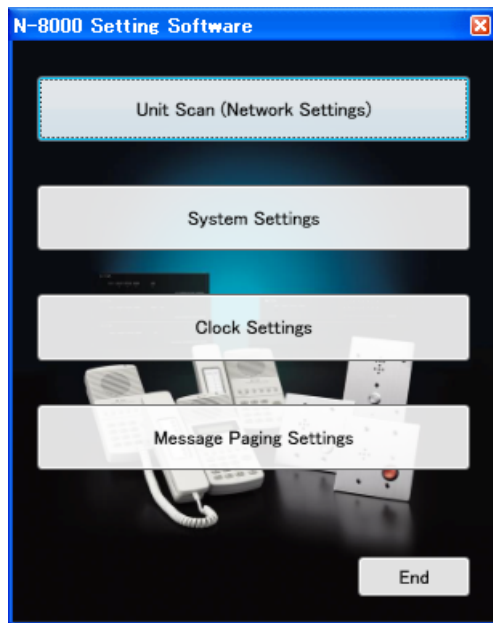 N-8000 Setting Software
Unit Scan (Network Settings)
System Settings
Clock Settings
Message Paging Settings
End